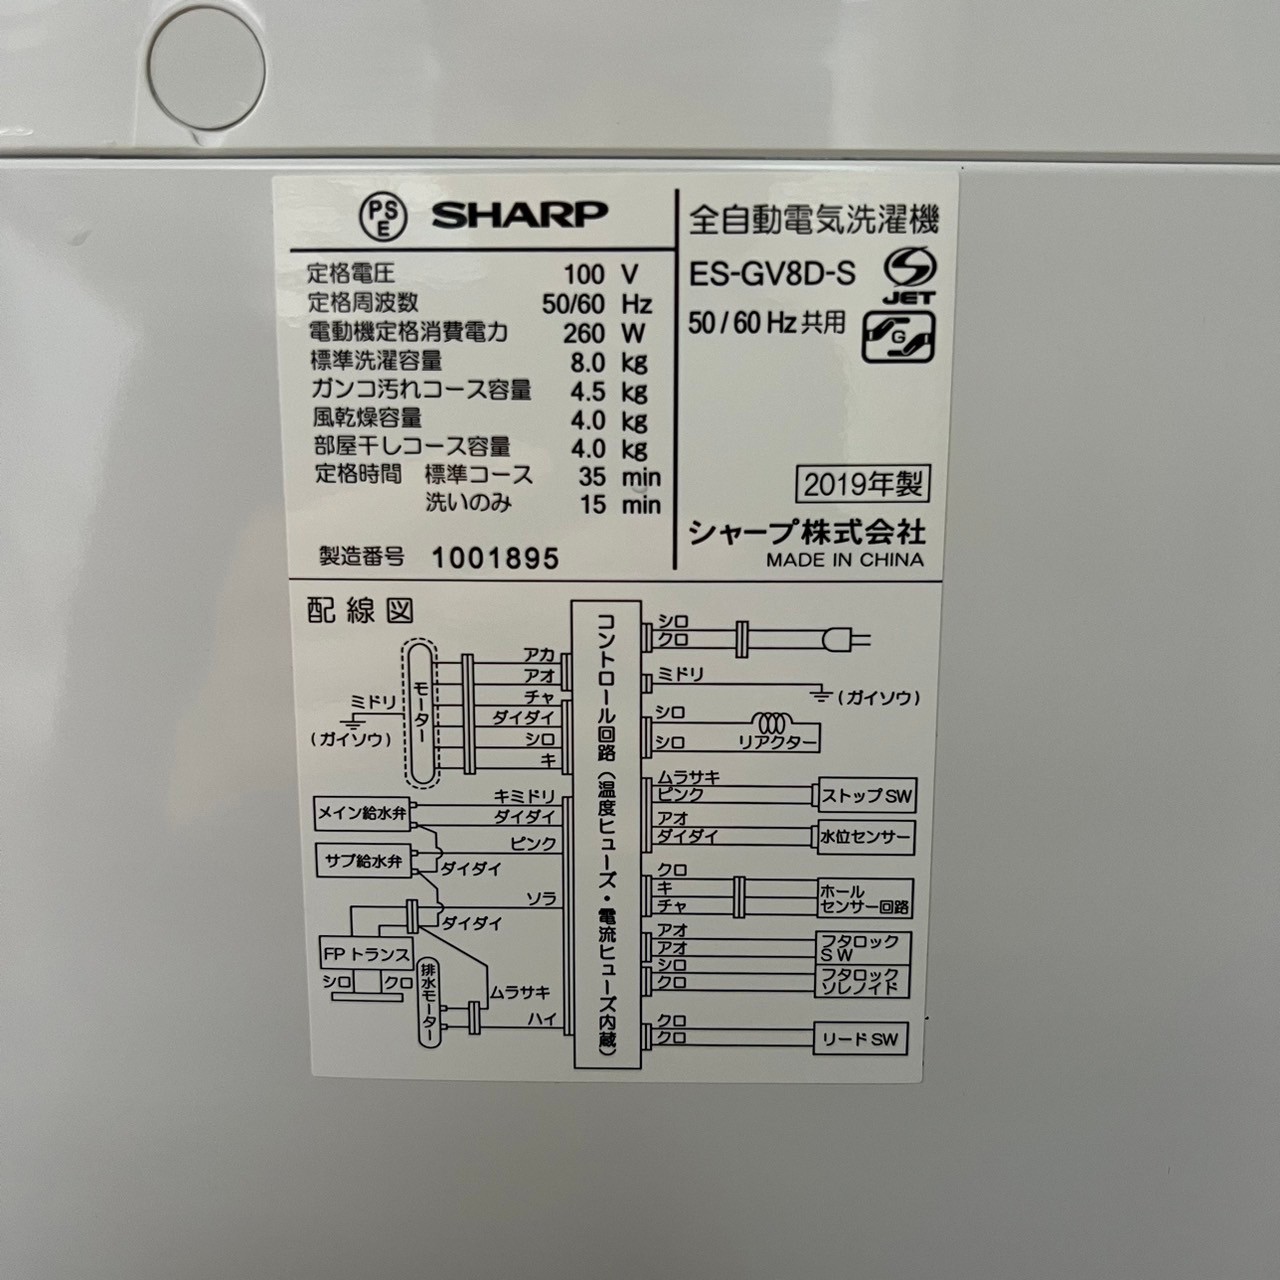 PSE SHARP
定格電圧 100 V
定格周波数 50/60 Hz
電動機定格消費電力 260 W
標準洗濯容量 8.0 kg
ガンコ汚れコース容量 4.5 kg
風乾燥容量 4.0 kg
部屋干しコース容量 4.0 kg
定格時間 標準コース 35 min
洗いのみ 15 min
製造番号 1001895
全自動電気洗濯機
ES-GV8D-S
S JET
50/60Hz共用
G
2019年製
シャープ株式会社
MADE IN CHINA
配線図
モーター
ミドリ
(ガイソウ)
アカ
アオ
チャ
ダイダイ
シロ
キ
メイン給水弁
キミドリ
ダイダイ
サブ給水弁
ピンク
ダイダイ
ソラ
ダイダイ
FPトランス
シロ
クロ
排水モーター
ムラサキ
ハイ
コントロール回路(温度ヒューズ・電流ヒューズ内蔵)
シロ
クロ
ミドリ
(ガイソウ)
シロ
シロ
リアクター
ムラサキ
ピンク
ストップSW
アオ
ダイダイ
水位センサー
クロ
キ
チャ
ホール
センサー回路
アオ
アオ
フタロック
SW
シロ
クロ
フタロック
ソレノイド
クロ
クロ
リードSW